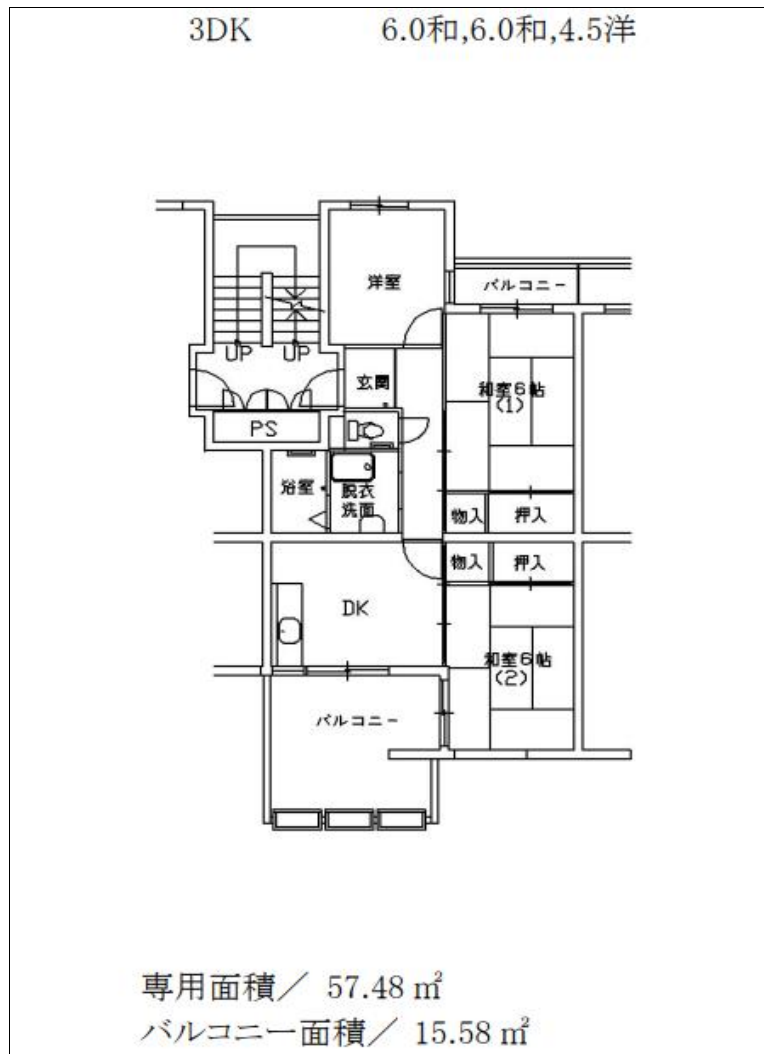 3DK 6.0和,6.0和,4.5洋
洋室
バルコニー
UP UP
玄関
和室6帖
(1)
PS
浴室
脱衣
洗面
物入 押入
物入 押入
DK
和室6帖
(2)
バルコニー
専用面積／ 57.48 ㎡
バルコニー面積／ 15.58 ㎡